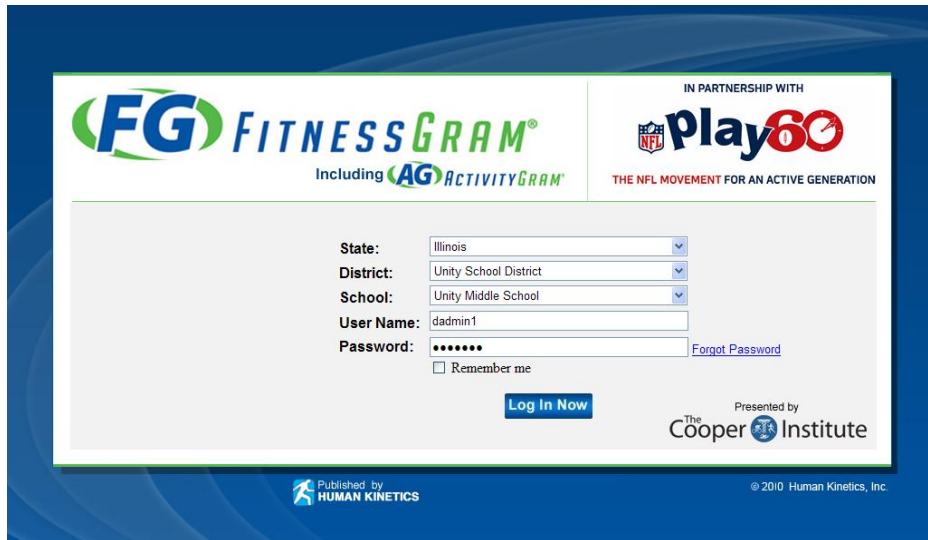 IN PARTNERSHIP WITH
FG FITNESSGRAM®
NFL Play60
Including AG ACTIVITYGRAM®
THE NFL MOVEMENT FOR AN ACTIVE GENERATION
State: Illinois
District: Unity School District
School: Unity Middle School
User Name: dadmin1
Password: •••••••
Forgot Password
Remember me
Log In Now
Presented by
The Cooper Institute
Published by
HUMAN KINETICS
© 2010 Human Kinetics, Inc.